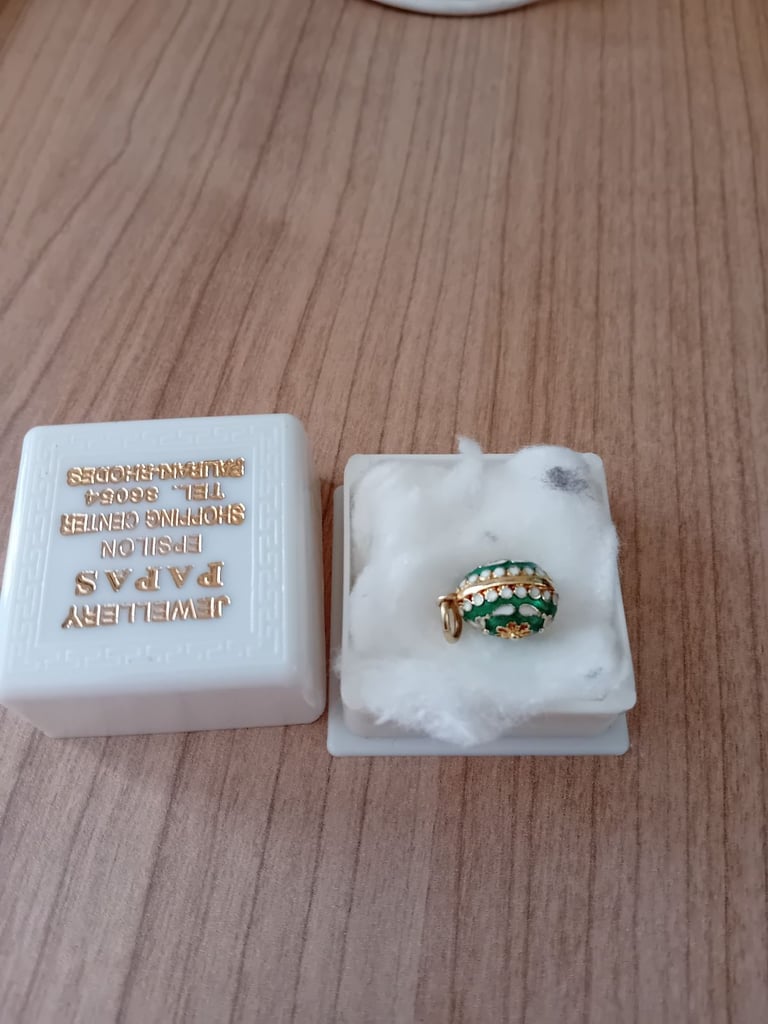 JEWELLERY
PAPAS
EPSILON
SHOPPING CENTER
TEL. 86054
FALIRAKI-RHODES